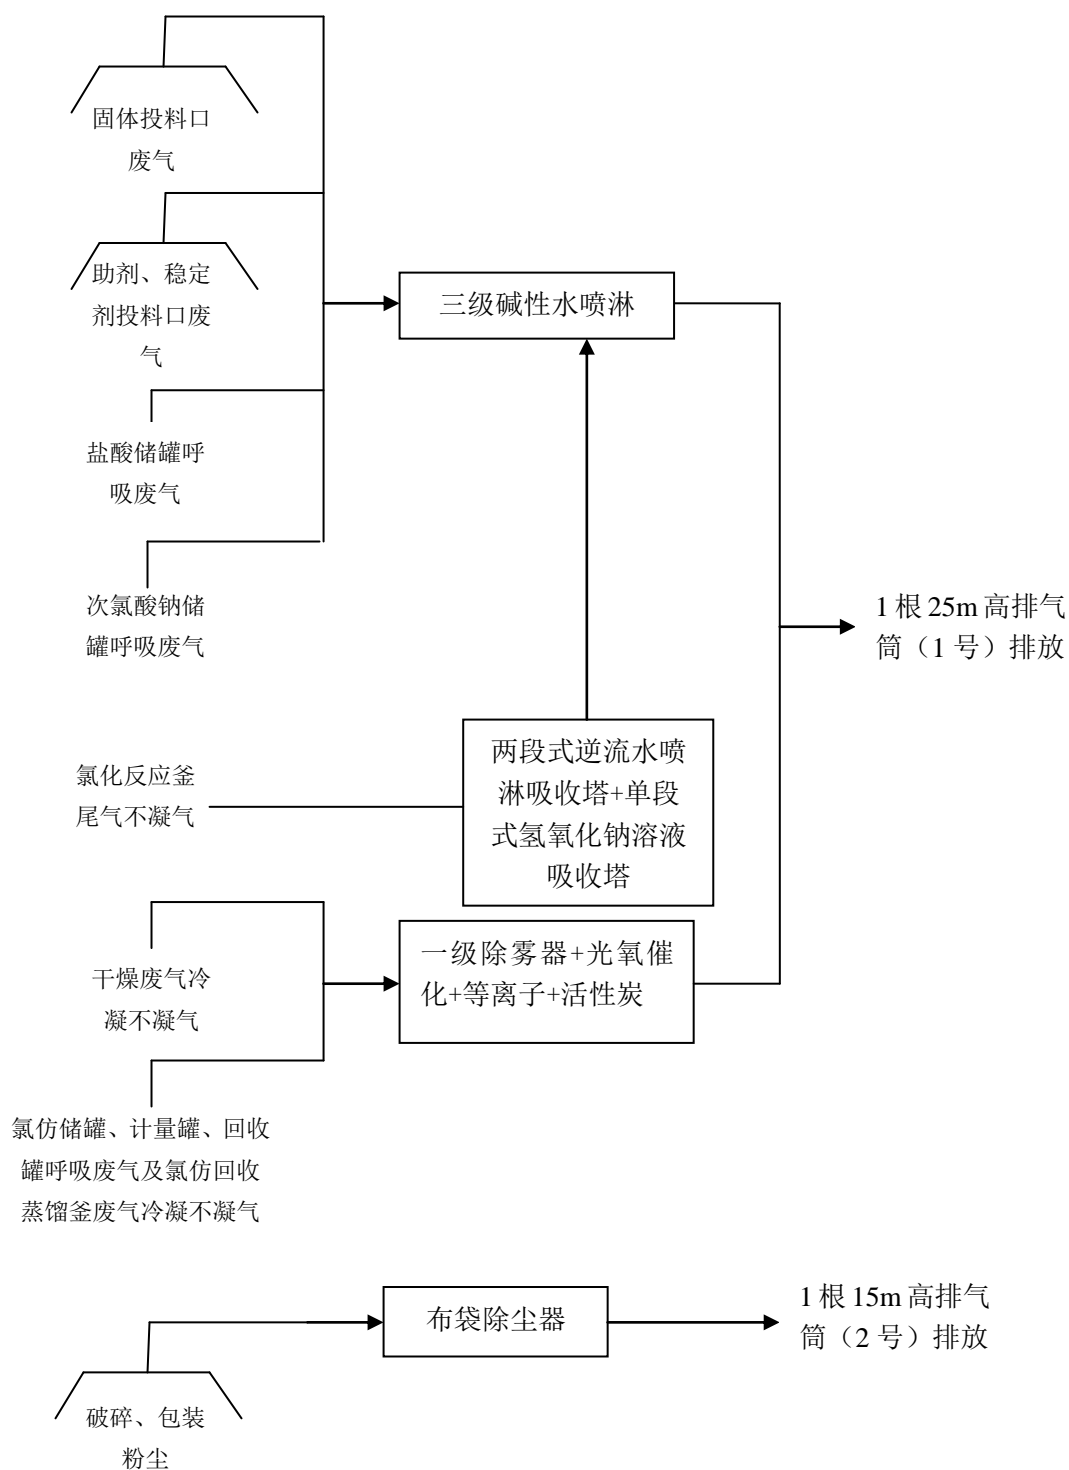 固体投料口
废气
助剂、稳定
剂投料口废
气
三级碱性水喷淋
盐酸储罐呼
吸废气
次氯酸钠储
罐呼吸废气
1 根 25m 高排气
筒（1 号）排放
两段式逆流水喷
淋吸收塔+单段
式氢氧化钠溶液
吸收塔
氯化反应釜
尾气不凝气
一级除雾器+光氧催
化+等离子+活性炭
干燥废气冷
凝不凝气
氯仿储罐、计量罐、回收
罐呼吸废气及氯仿回收
蒸馏釜废气冷凝不凝气
布袋除尘器
1 根 15m 高排气
筒（2 号）排放
破碎、包装
粉尘